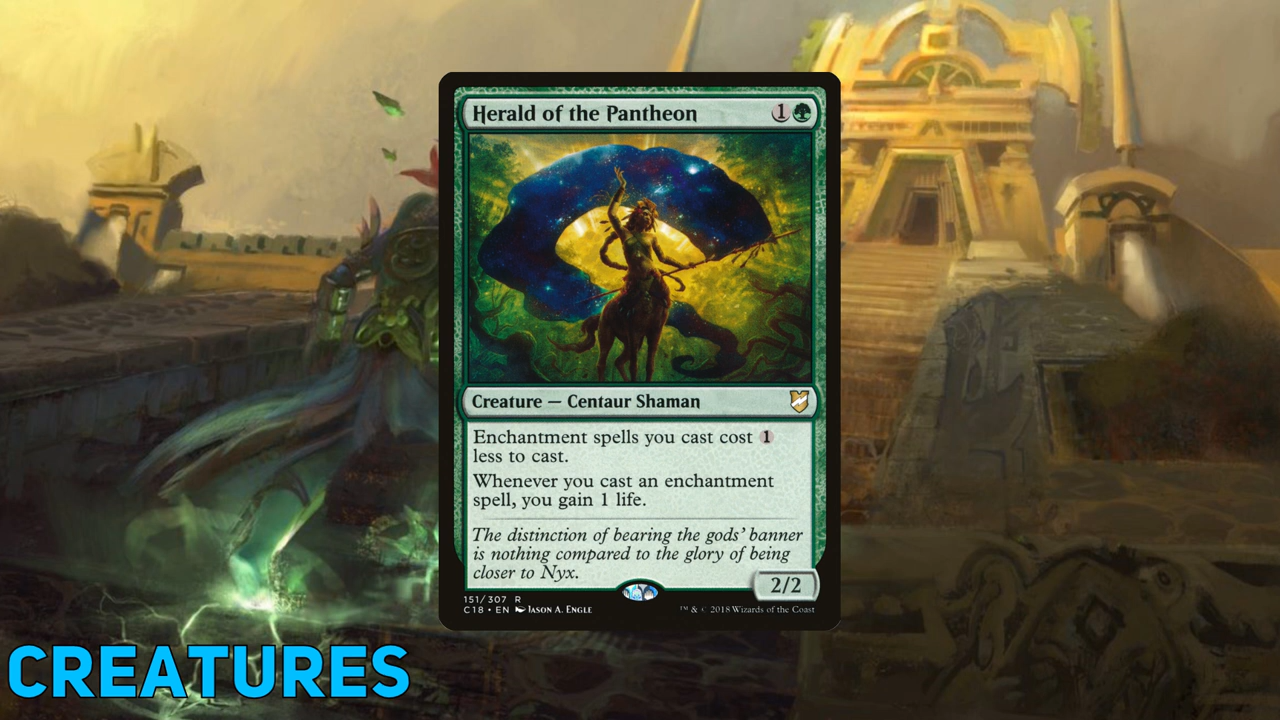 Herald of the Pantheon 1
Creature — Centaur Shaman
Enchantment spells you cast cost 1
less to cast.
Whenever you cast an enchantment
spell, you gain 1 life.
The distinction of bearing the gods' banner
is nothing compared to the glory of being
closer to Nyx.
2/2
151/307 R
C18 • EN Jason A. Engle
™ & © 2018 Wizards of the Coast
CREATURES